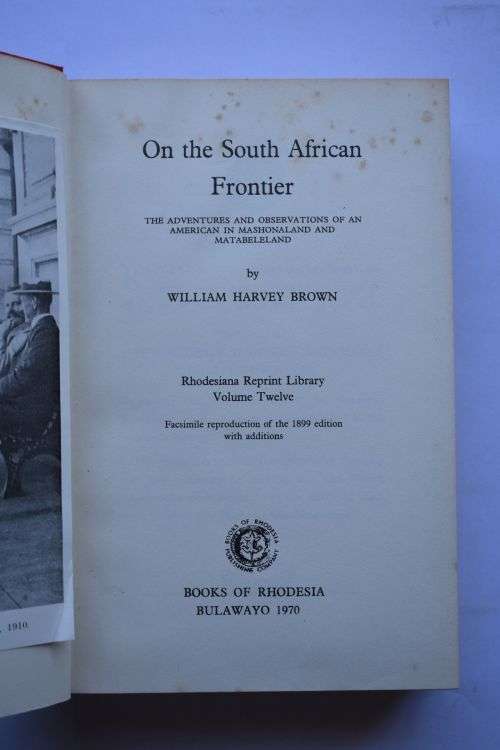 On the South African
Frontier
THE ADVENTURES AND OBSERVATIONS OF AN
AMERICAN IN MASHONALAND AND
MATABELELAND
by
WILLIAM HARVEY BROWN
Rhodesiana Reprint Library
Volume Twelve
Facsimile reproduction of the 1899 edition
with additions
BOOKS OF RHODESIA
PUBLISHING COMPANY
BOOKS OF RHODESIA
BULAWAYO 1970
, 1910.